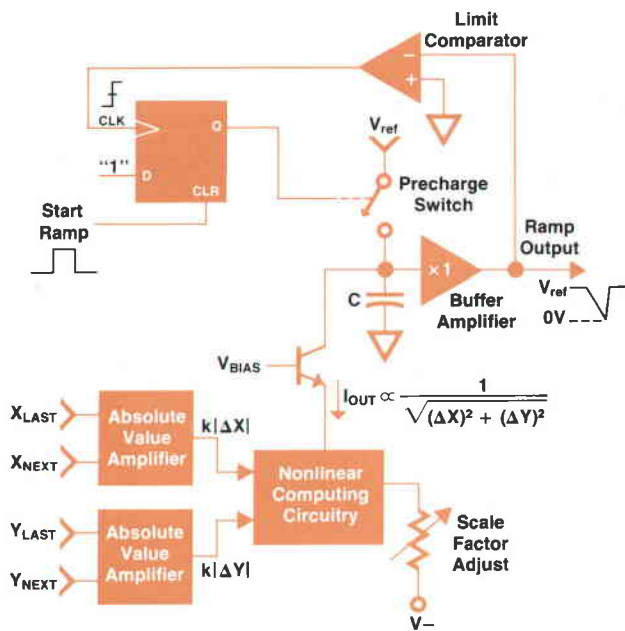 Limit
Comparator
−
+
CLK
Q
"1"
D
CLR
Vref
Precharge
Switch
Start
Ramp
Ramp
Output
× 1
C
Buffer
Amplifier
Vref
0V
VBIAS
IOUT ∝ 1
√(ΔX)² + (ΔY)²
XLAST
XNEXT
Absolute
Value
Amplifier
k|ΔX|
Nonlinear
Computing
Circuitry
YLAST
YNEXT
Absolute
Value
Amplifier
k|ΔY|
Scale
Factor
Adjust
V−